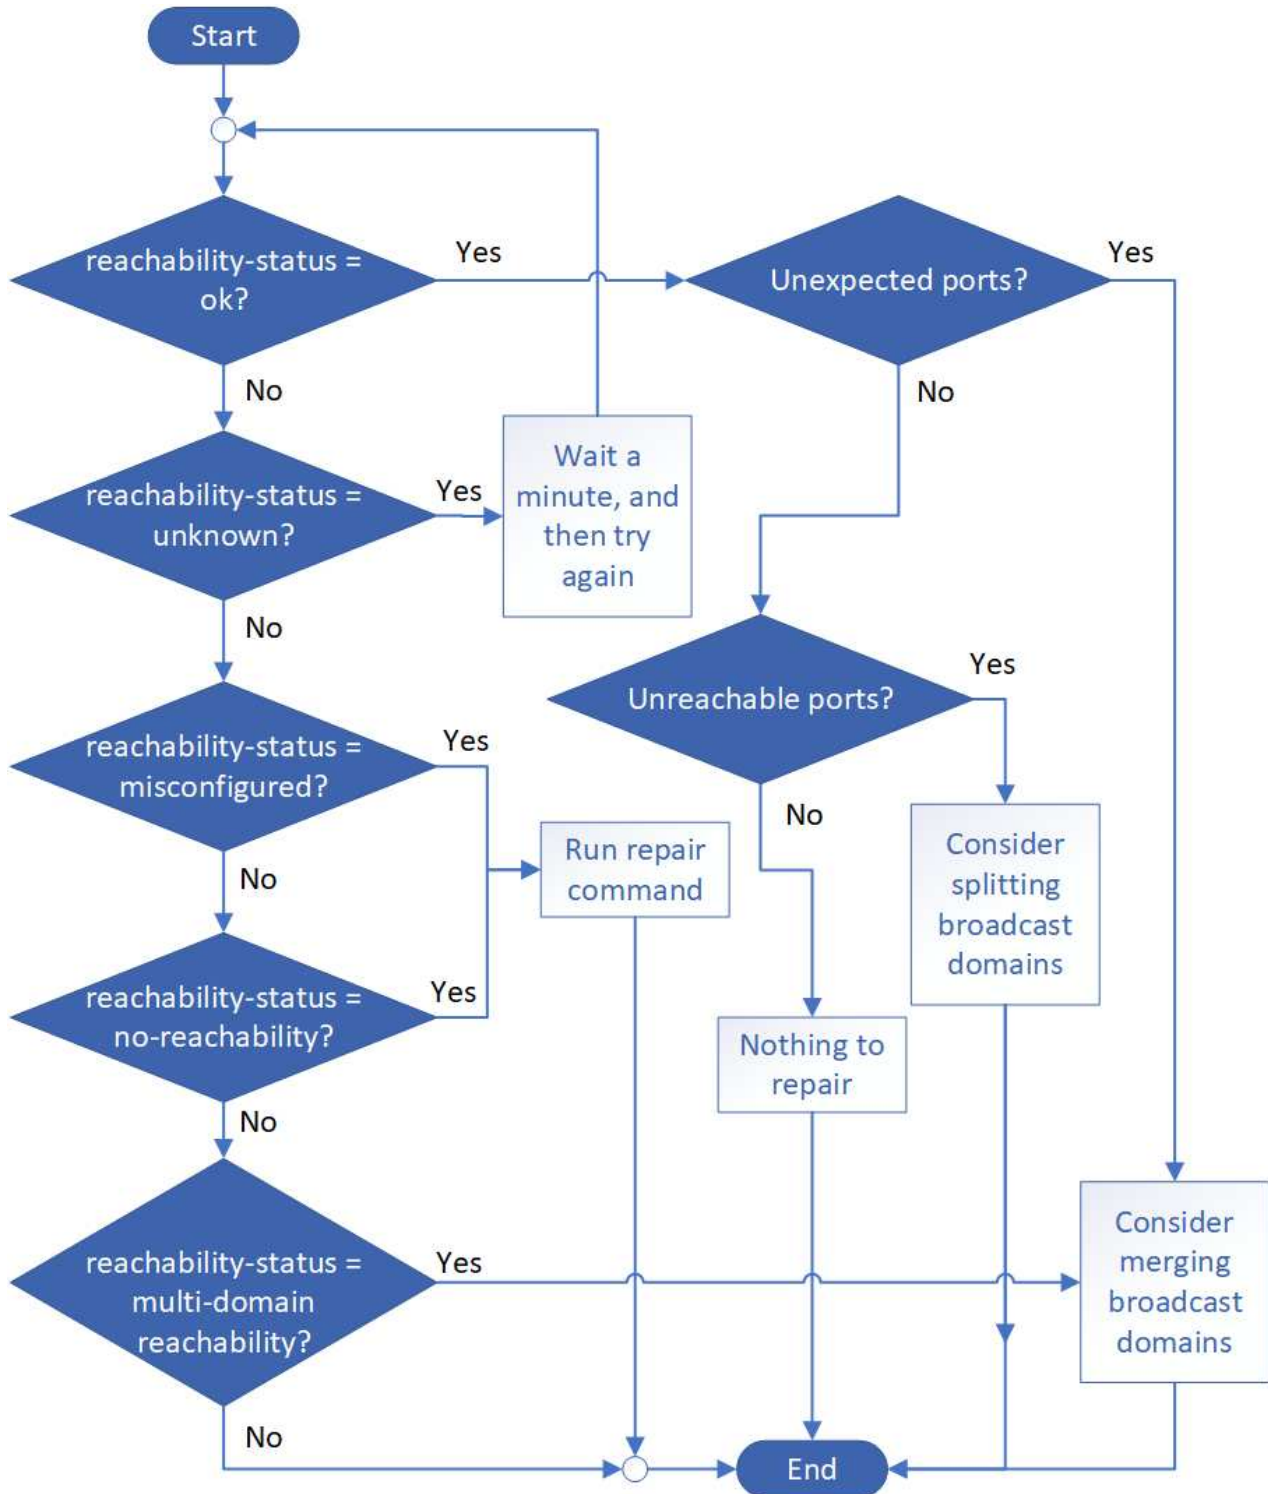 Start
reachability-status =
ok?
Yes
Unexpected ports?
Yes
No
No
reachability-status =
unknown?
Yes
Wait a
minute, and
then try
again
No
Unreachable ports?
Yes
reachability-status =
misconfigured?
Yes
No
Run repair
command
No
Consider
splitting
broadcast
domains
reachability-status =
no-reachability?
Yes
Nothing to
repair
No
reachability-status =
multi-domain
reachability?
Yes
Consider
merging
broadcast
domains
No
End